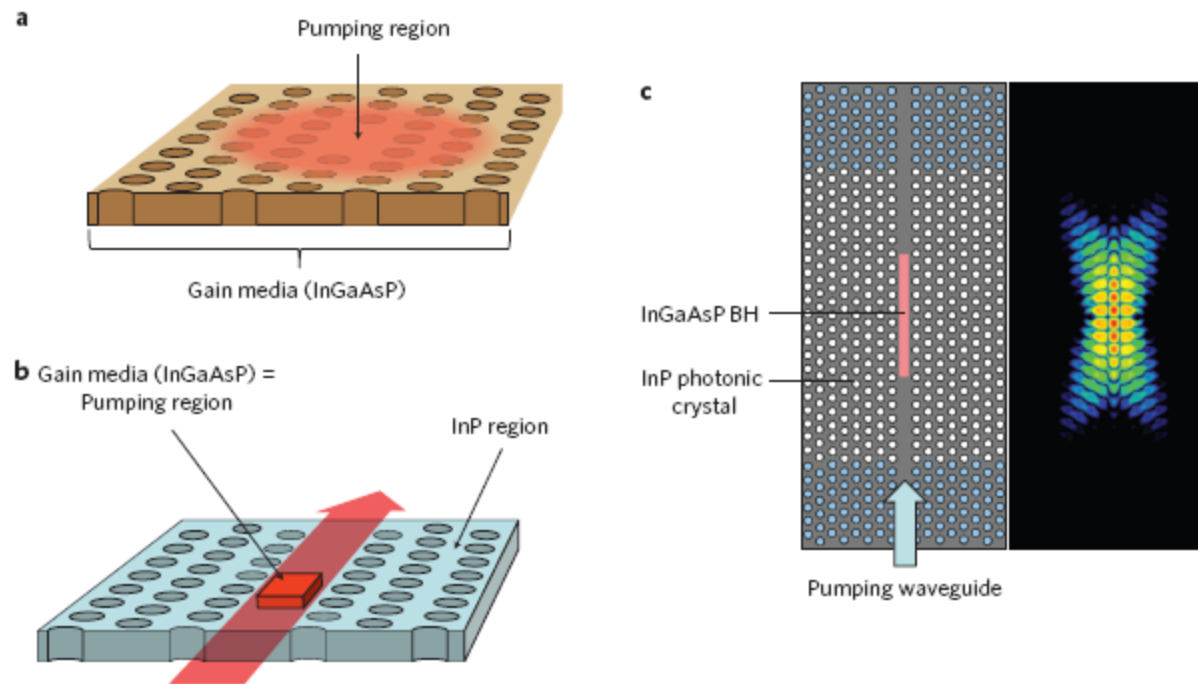 a
Pumping region
Gain media (InGaAsP)
b
Gain media (InGaAsP) =
Pumping region
InP region
c
InGaAsP BH
InP photonic
crystal
Pumping waveguide